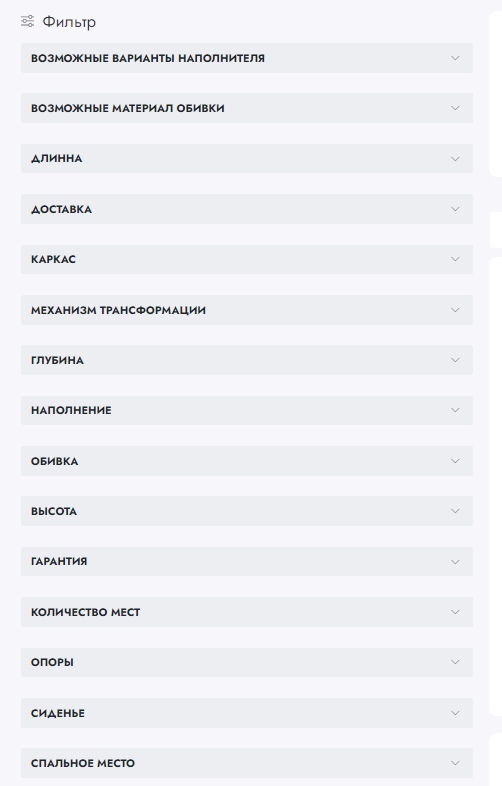 Фильтр
ВОЗМОЖНЫЕ ВАРИАНТЫ НАПОЛНИТЕЛЯ
ВОЗМОЖНЫЕ МАТЕРИАЛ ОБИВКИ
ДЛИННА
ДОСТАВКА
КАРКАС
МЕХАНИЗМ ТРАНСФОРМАЦИИ
ГЛУБИНА
НАПОЛНЕНИЕ
ОБИВКА
ВЫСОТА
ГАРАНТИЯ
КОЛИЧЕСТВО МЕСТ
ОПОРЫ
СИДЕНЬЕ
СПАЛЬНОЕ МЕСТО